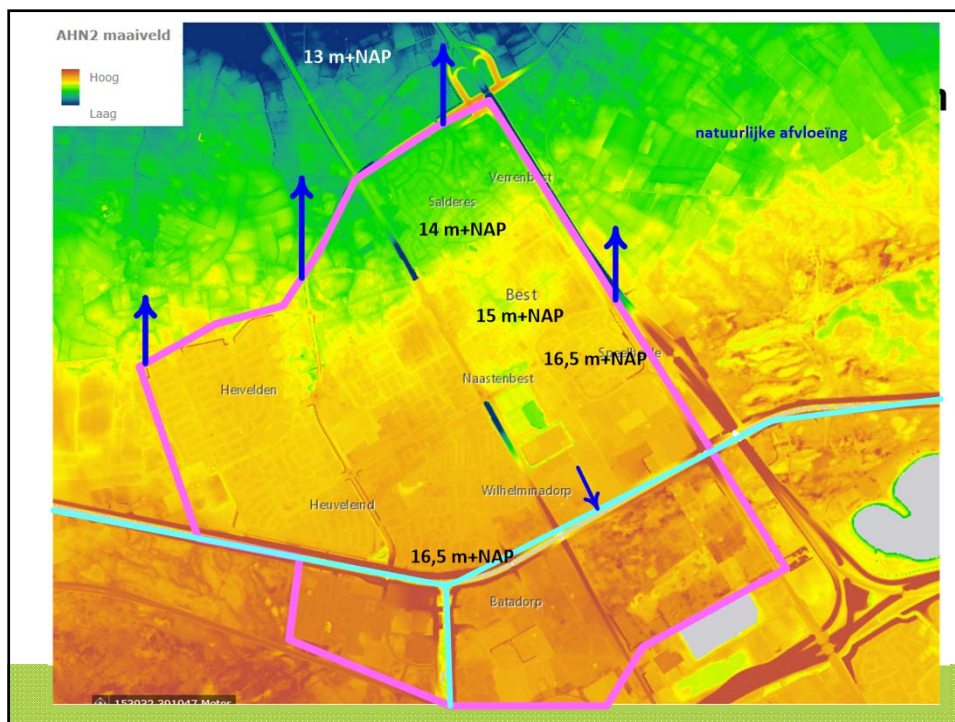 AHN2 maaiveld
Hoog
Laag
13 m+NAP
n
natuurlijke afvloeïng
Verrenbest
Salderes
14 m+NAP
Best
15 m+NAP
16,5 m+NAP
Naastenbest
Heivelden
Wilhelminadorp
Heuveleind
16,5 m+NAP
Batadorp